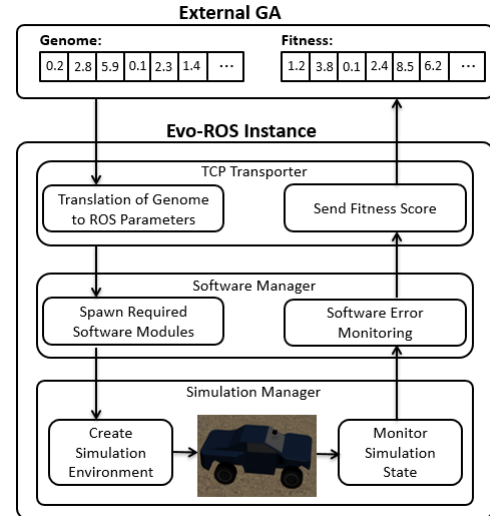 External GA
Genome:
Fitness:
0.2 2.8 5.9 0.1 2.3 1.4 ...
1.2 3.8 0.1 2.4 8.5 6.2 ...
Evo-ROS Instance
TCP Transporter
Translation of Genome
to ROS Parameters
Send Fitness Score
Software Manager
Spawn Required
Software Modules
Software Error
Monitoring
Simulation Manager
Create
Simulation
Environment
Monitor
Simulation
State